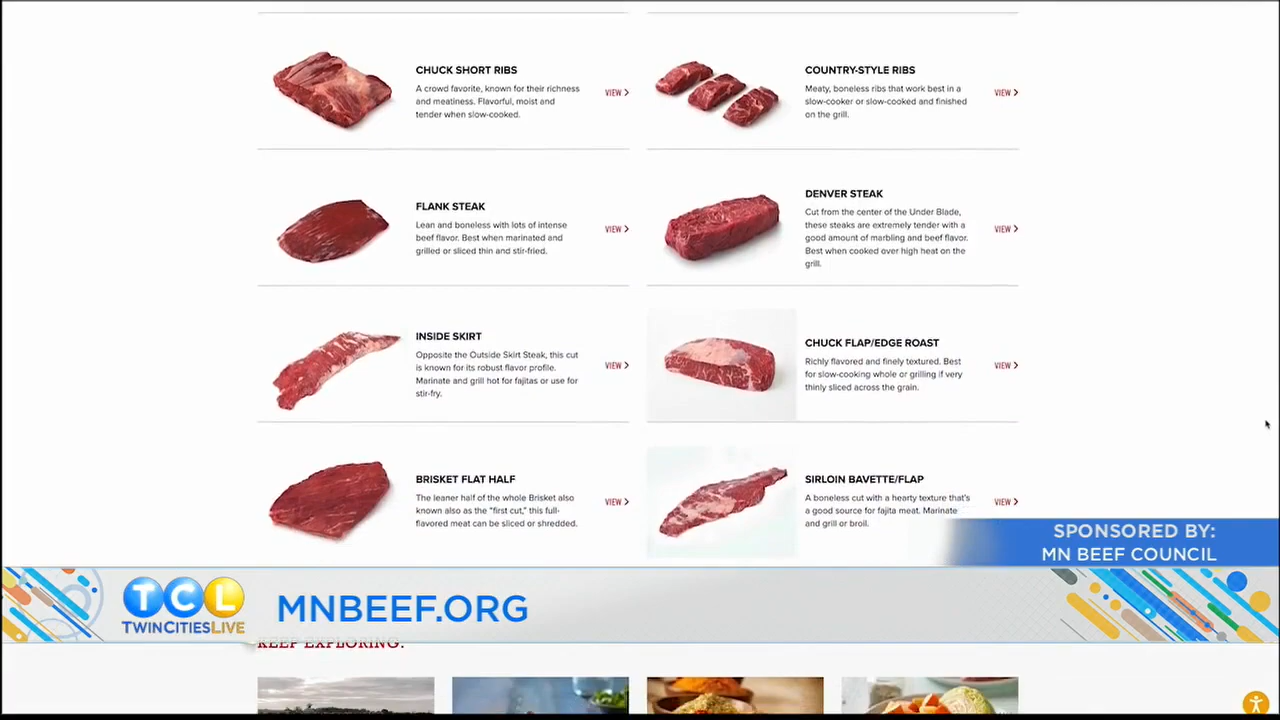 CHUCK SHORT RIBS
A crowd favorite, known for their richness
and meatiness. Flavorful, moist and
tender when slow-cooked.
VIEW >
COUNTRY-STYLE RIBS
Meaty, boneless ribs that work best in a
slow-cooker or slow-cooked and finished
on the grill.
VIEW >
FLANK STEAK
Lean and boneless with lots of intense
beef flavor. Best when marinated and
grilled or sliced thin and stir-fried.
VIEW >
DENVER STEAK
Cut from the center of the Under Blade,
these steaks are extremely tender with a
good amount of marbling and beef flavor.
Best when cooked over high heat on the
grill.
VIEW >
INSIDE SKIRT
Opposite the Outside Skirt Steak, this cut
is known for its robust flavor profile.
Marinate and grill hot for fajitas or use for
stir-fry.
VIEW >
CHUCK FLAP/EDGE ROAST
Richly flavored and finely textured. Best
for slow-cooking whole or grilling if very
thinly sliced across the grain.
VIEW >
BRISKET FLAT HALF
The leaner half of the whole Brisket also
known also as the "first cut," this full-
flavored meat can be sliced or shredded.
VIEW >
SIRLOIN BAVETTE/FLAP
A boneless cut with a hearty texture that's
a good source for fajita meat. Marinate
and grill or broil.
VIEW >
SPONSORED BY:
MN BEEF COUNCIL
TCL
TWINCITIESLIVE
MNBEEF.ORG
KEEP EXPLORING: